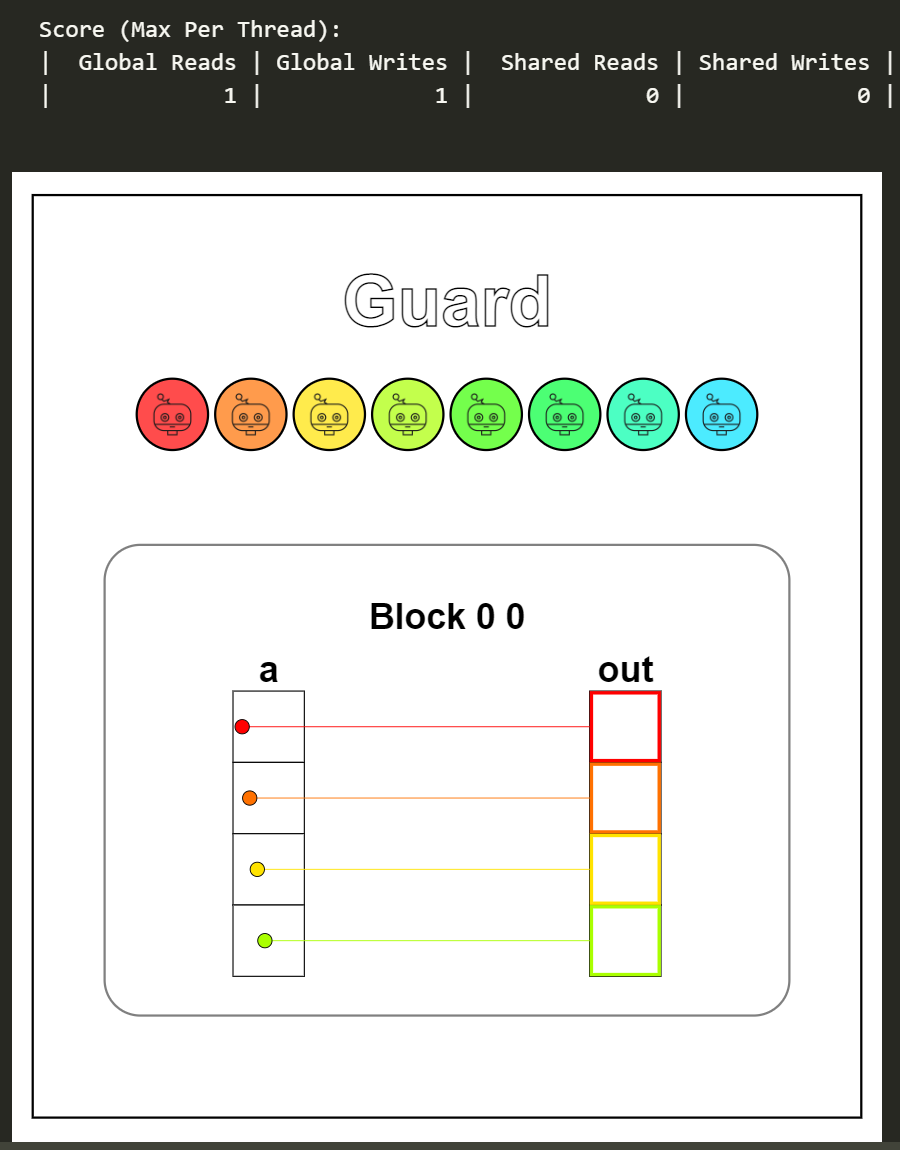 Score (Max Per Thread):
|  Global Reads | Global Writes |  Shared Reads | Shared Writes |
|             1 |             1 |             0 |             0 |
Guard
Block 0 0
a out